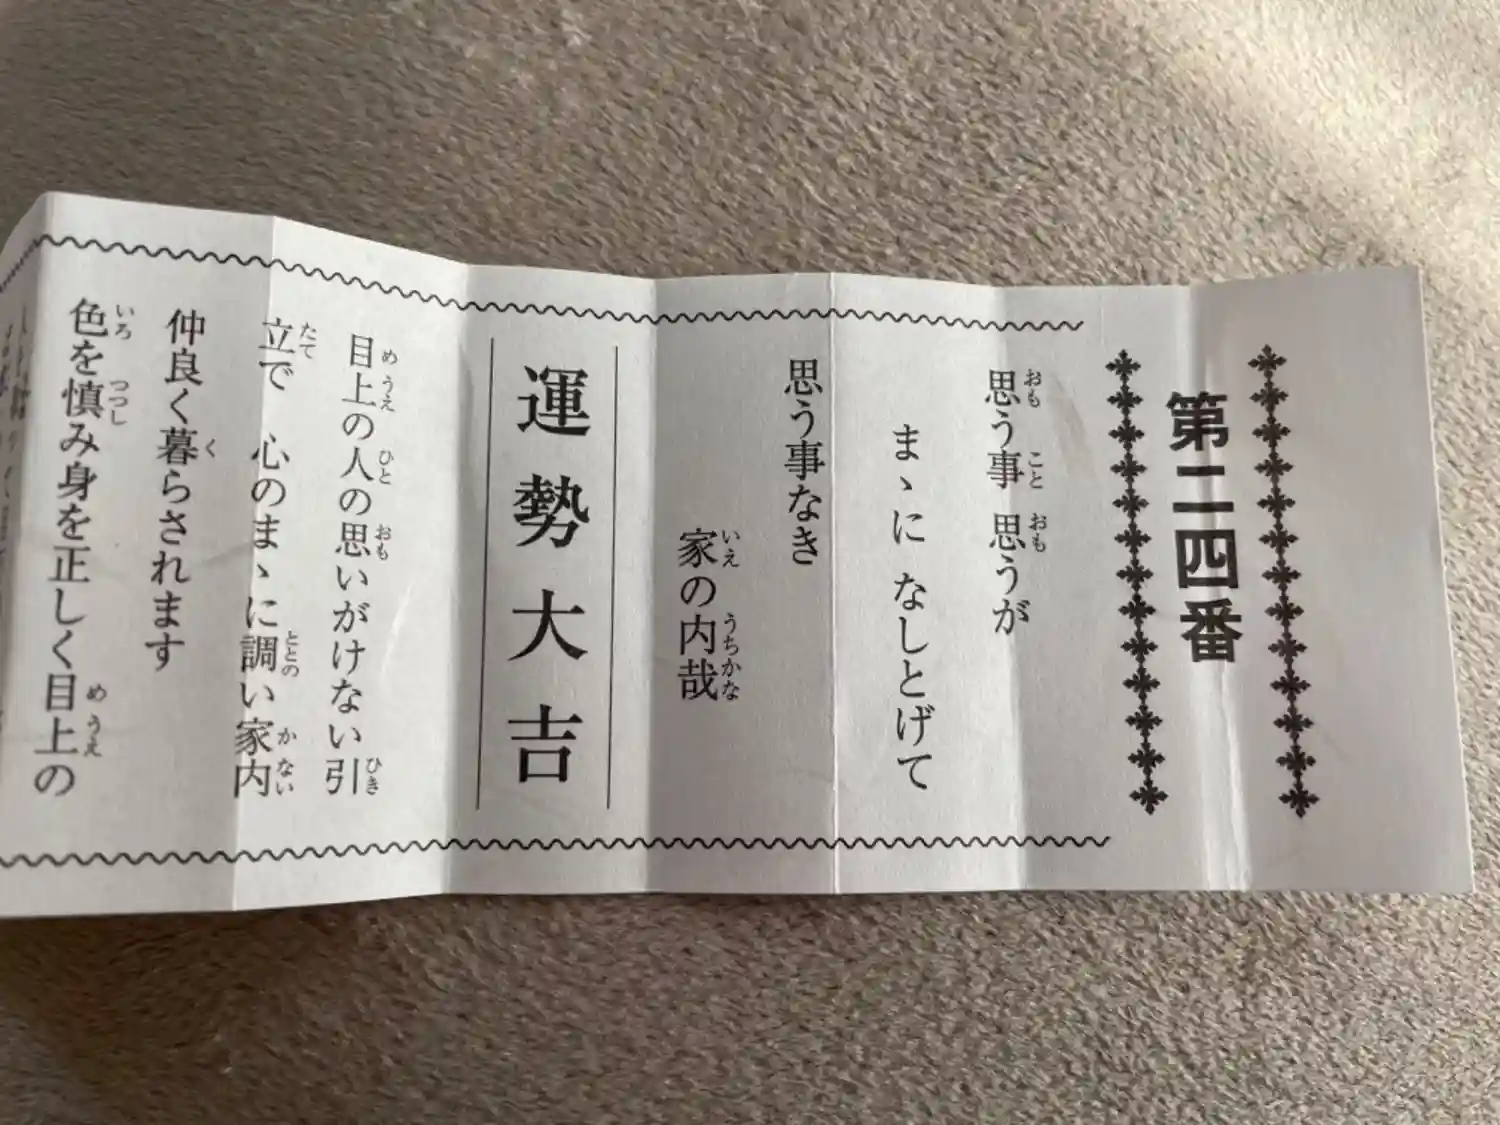 第二四番
思う事 思うが
まゝに なしとげて
思う事なき
家の内哉
運勢大吉
目上の人の思いがけない引
立で 心のまゝに調い家内
仲良く暮らされます
色を慎み身を正しく目上の